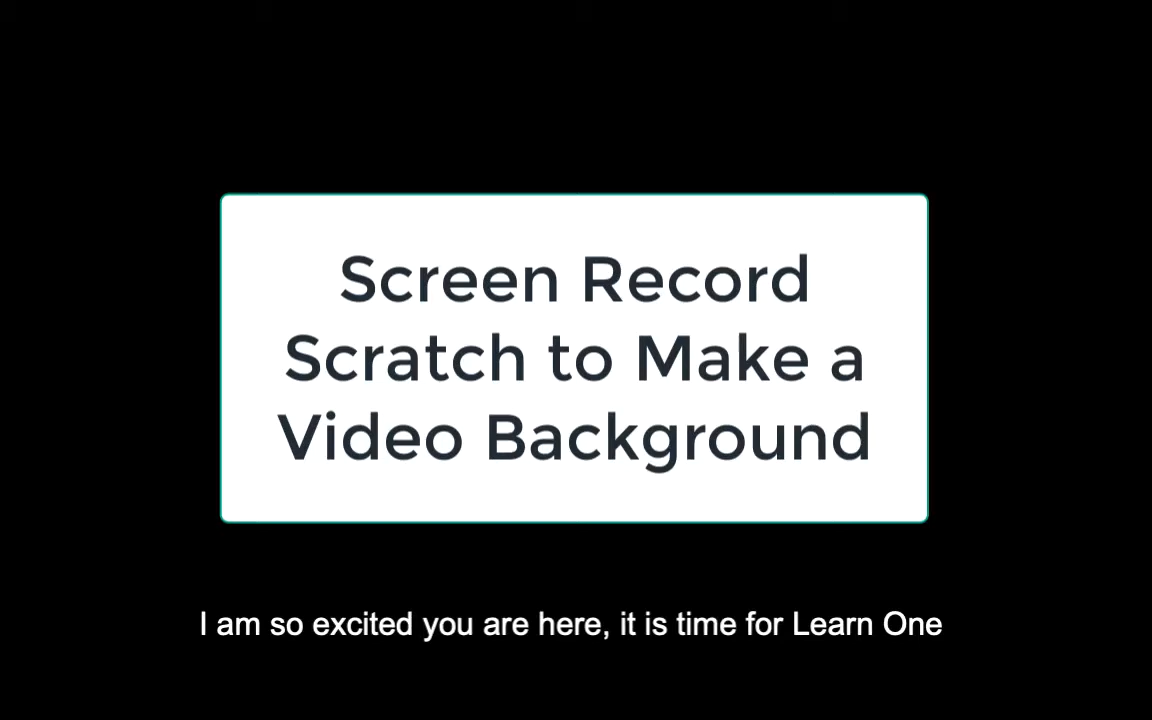 Screen Record
Scratch to Make a
Video Background
I am so excited you are here, it is time for Learn One